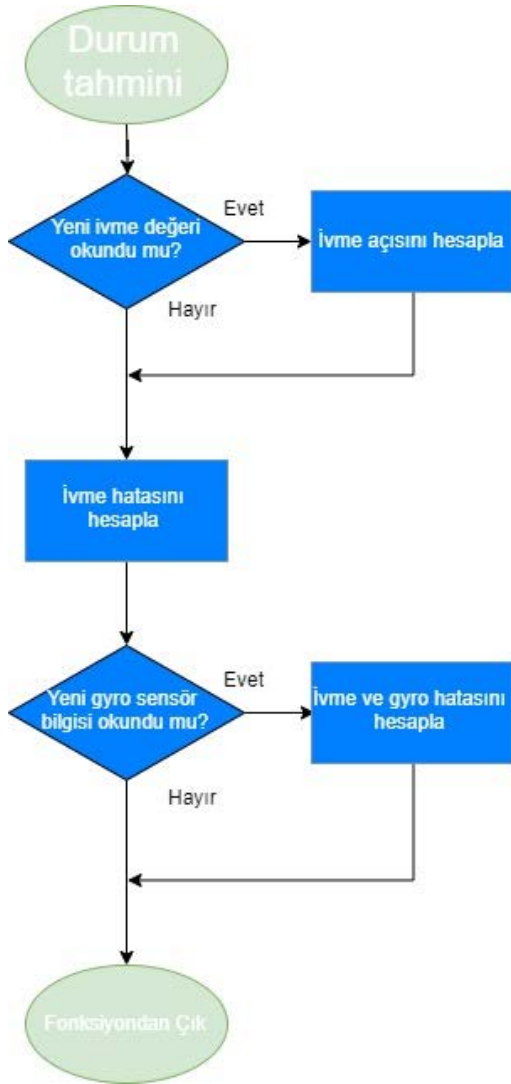 Durum
tahmini
Yeni ivme değeri
okundu mu?
Evet
İvme açısını hesapla
Hayır
İvme hatasını
hesapla
Yeni gyro sensör
bilgisi okundu mu?
Evet
İvme ve gyro hatasını
hesapla
Hayır
Fonksiyondan Çık